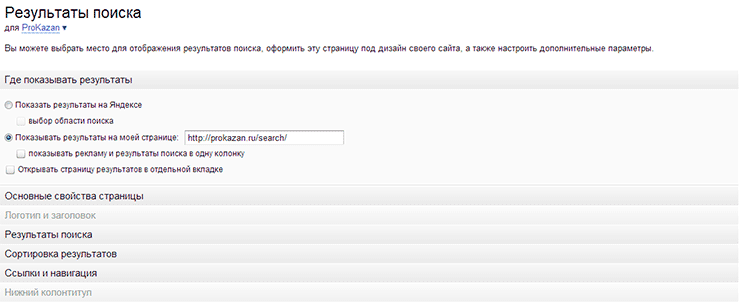 Результаты поиска
для ProKazan ▾
Вы можете выбрать место для отображения результатов поиска, оформить эту страницу под дизайн своего сайта, а также настроить дополнительные параметры.
Где показывать результаты
Показать результаты на Яндексе
выбор области поиска
Показывать результаты на моей странице: http://prokazan.ru/search/
показывать рекламу и результаты поиска в одну колонку
Открывать страницу результатов в отдельной вкладке
Основные свойства страницы
Логотип и заголовок
Результаты поиска
Сортировка результатов
Ссылки и навигация
Нижний колонтитул